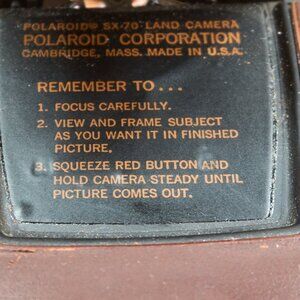 POLAROID® SX-70 LAND CAMERA
POLAROID CORPORATION
CAMBRIDGE, MASS. MADE IN U.S.A.
REMEMBER TO...
1. FOCUS CAREFULLY.
2. VIEW AND FRAME SUBJECT
AS YOU WANT IT IN FINISHED
PICTURE.
3. SQUEEZE RED BUTTON AND
HOLD CAMERA STEADY UNTIL
PICTURE COMES OUT.